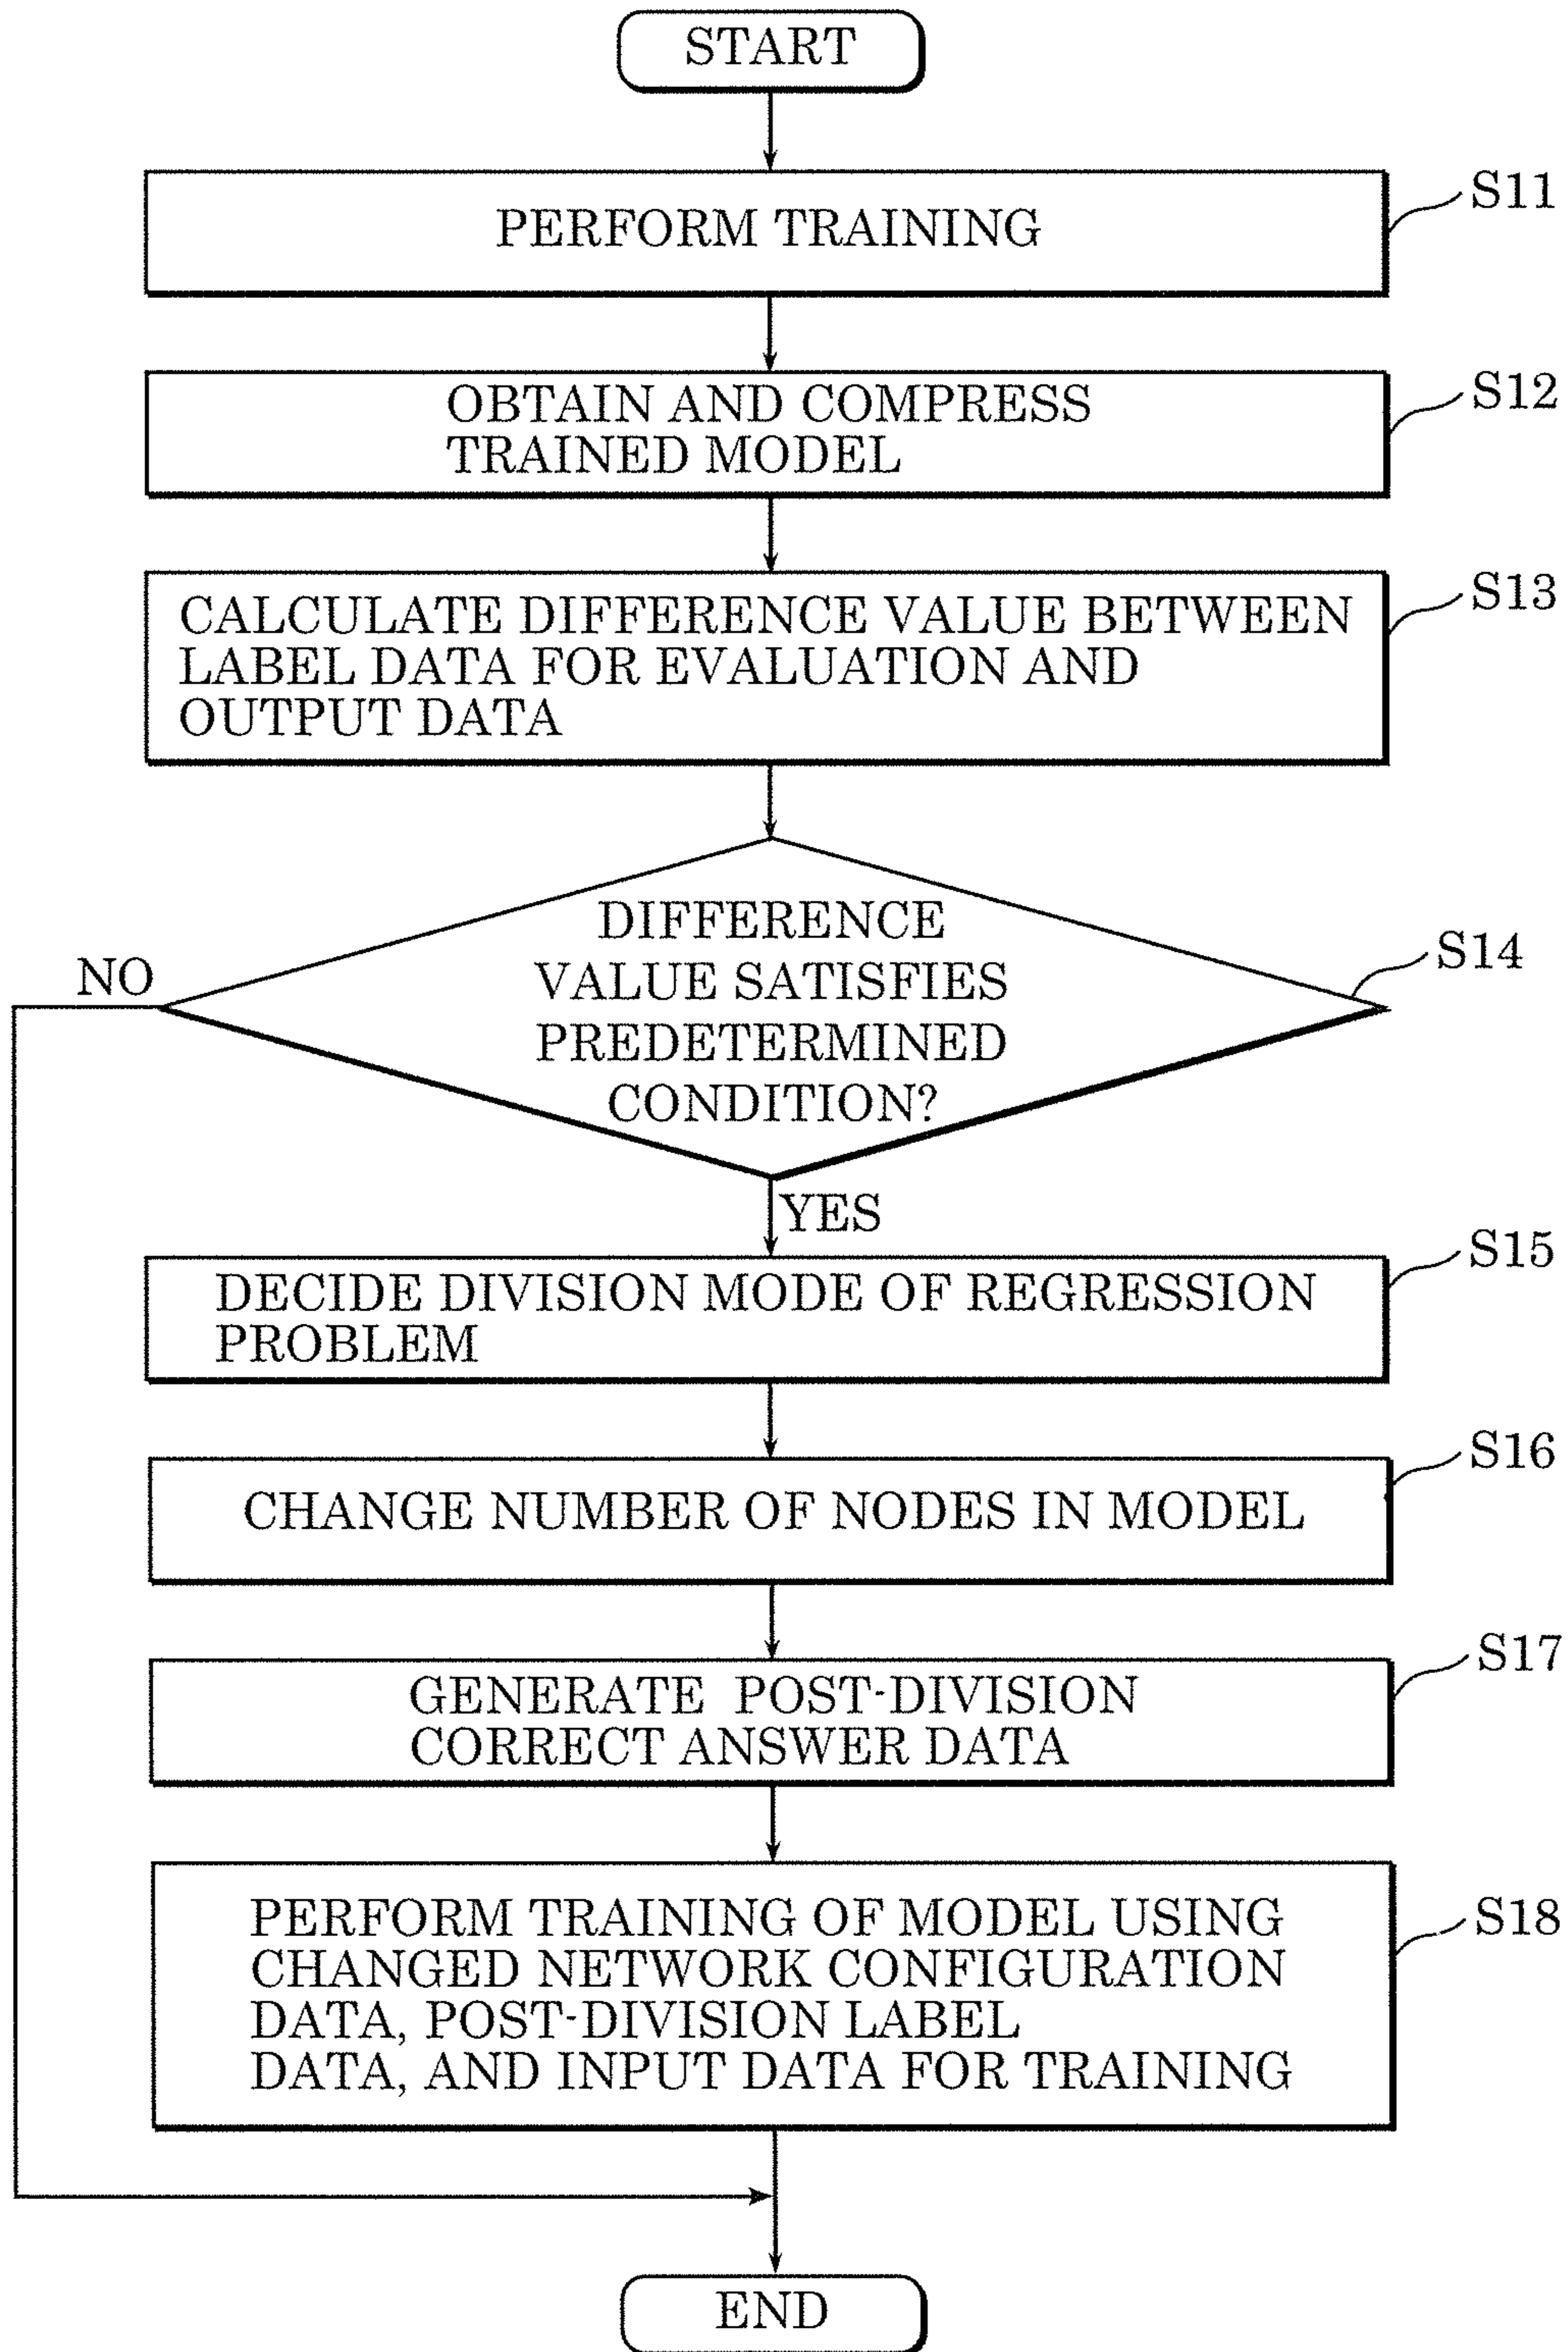 START
PERFORM TRAINING
S11
OBTAIN AND COMPRESS
TRAINED MODEL
S12
CALCULATE DIFFERENCE VALUE BETWEEN
LABEL DATA FOR EVALUATION AND
OUTPUT DATA
S13
DIFFERENCE
VALUE SATISFIES
PREDETERMINED
CONDITION?
S14
NO
YES
DECIDE DIVISION MODE OF REGRESSION
PROBLEM
S15
CHANGE NUMBER OF NODES IN MODEL
S16
GENERATE POST-DIVISION
CORRECT ANSWER DATA
S17
PERFORM TRAINING OF MODEL USING
CHANGED NETWORK CONFIGURATION
DATA, POST-DIVISION LABEL
DATA, AND INPUT DATA FOR TRAINING
S18
END